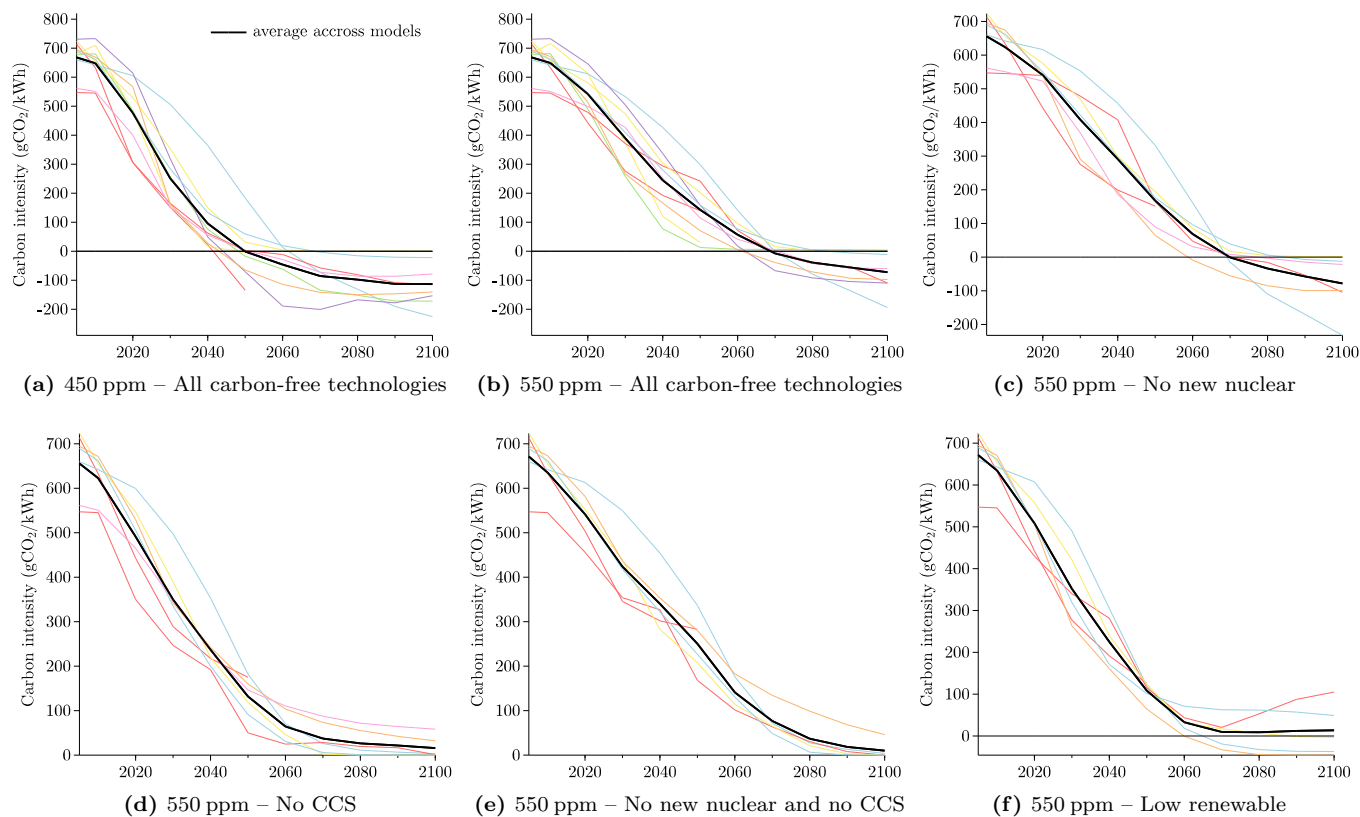 800
700
600
500
400
300
200
100
0
-100
-200
Carbon intensity (gCO₂/kWh)
average accross models
2020 2040 2060 2080 2100
(a) 450 ppm – All carbon-free technologies
800
700
600
500
400
300
200
100
0
-100
-200
Carbon intensity (gCO₂/kWh)
2020 2040 2060 2080 2100
(b) 550 ppm – All carbon-free technologies
700
600
500
400
300
200
100
0
-100
-200
Carbon intensity (gCO₂/kWh)
2020 2040 2060 2080 2100
(c) 550 ppm – No new nuclear
700
600
500
400
300
200
100
0
Carbon intensity (gCO₂/kWh)
2020 2040 2060 2080 2100
(d) 550 ppm – No CCS
700
600
500
400
300
200
100
0
Carbon intensity (gCO₂/kWh)
2020 2040 2060 2080 2100
(e) 550 ppm – No new nuclear and no CCS
700
600
500
400
300
200
100
0
Carbon intensity (gCO₂/kWh)
2020 2040 2060 2080 2100
(f) 550 ppm – Low renewable